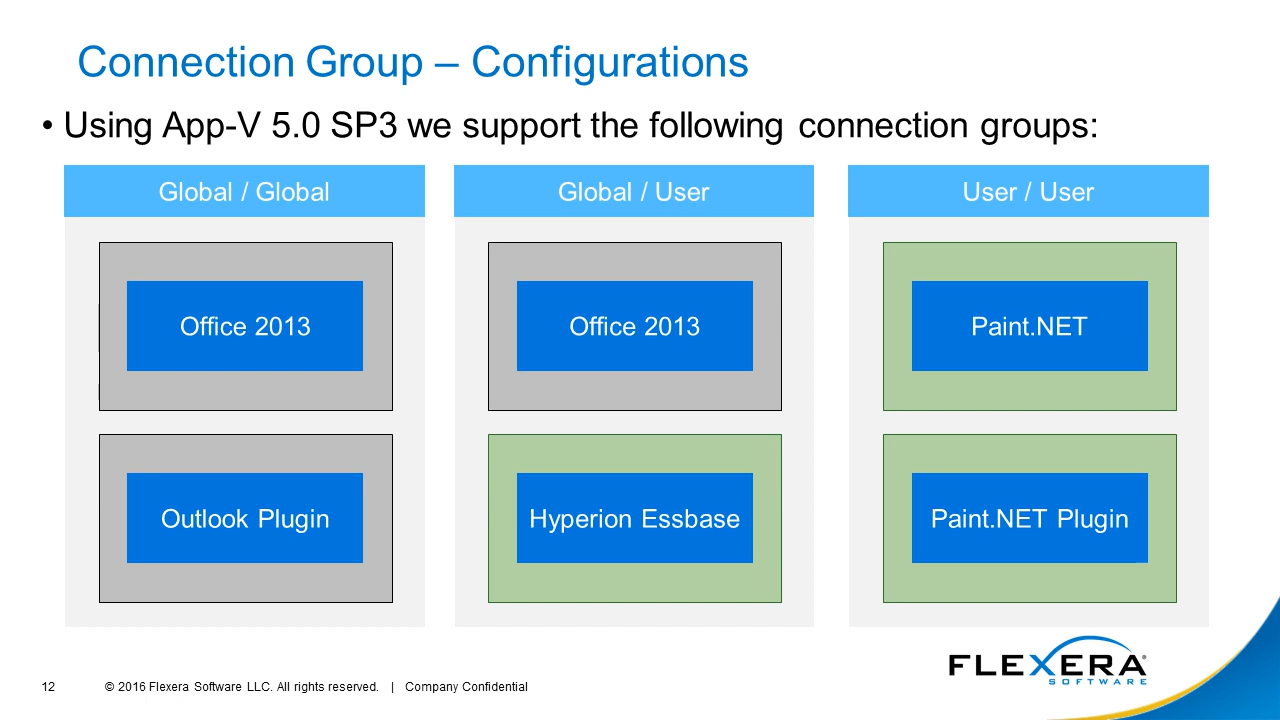 Connection Group – Configurations
• Using App-V 5.0 SP3 we support the following connection groups:
Global / Global
Office 2013
Outlook Plugin
Global / User
Office 2013
Hyperion Essbase
User / User
Paint.NET
Paint.NET Plugin
FLEXERA®
SOFTWARE
12 © 2016 Flexera Software LLC. All rights reserved. | Company Confidential